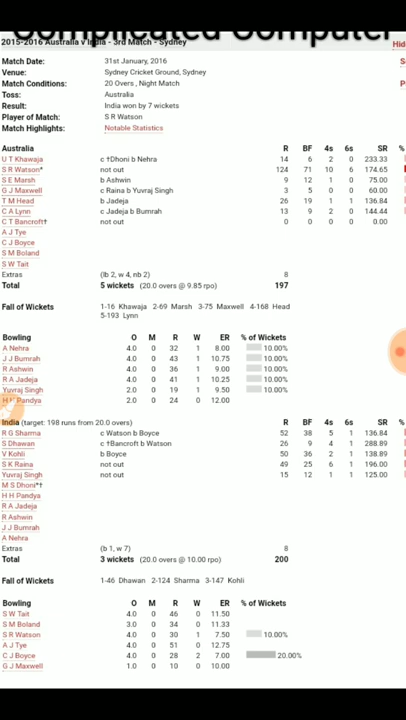 Complicated Computer
2015-2016 Australia v India - 3rd Match - Sydney
Hid
Match Date: 31st January, 2016
Venue: Sydney Cricket Ground, Sydney
Match Conditions: 20 Overs, Night Match
Toss: Australia
Result: India won by 7 wickets
Player of Match: S R Watson
Match Highlights: Notable Statistics
Australia R BF 4s 6s SR %
U T Khawaja c †Dhoni b Nehra 14 6 2 0 233.33
S R Watson* not out 124 71 10 6 174.65
S E Marsh b Ashwin 9 12 1 0 75.00
G J Maxwell c Raina b Yuvraj Singh 3 5 0 0 60.00
T M Head b Jadeja 26 19 1 1 136.84
C A Lynn c Jadeja b Bumrah 13 9 2 0 144.44
C T Bancroft† not out 0 0 0 0 0.00
A J Tye
C J Boyce
S M Boland
S W Tait
Extras (lb 2, w 4, nb 2) 8
Total 5 wickets (20.0 overs @ 9.85 rpo) 197
Fall of Wickets 1-16 Khawaja 2-69 Marsh 3-75 Maxwell 4-168 Head
5-193 Lynn
Bowling O M R W ER % of Wickets
A Nehra 4.0 0 32 1 8.00 10.00%
J J Bumrah 4.0 0 43 1 10.75 10.00%
R Ashwin 4.0 0 36 1 9.00 10.00%
R A Jadeja 4.0 0 41 1 10.25 10.00%
Yuvraj Singh 2.0 0 19 1 9.50 10.00%
H H Pandya 2.0 0 24 0 12.00
India (target: 198 runs from 20.0 overs) R BF 4s 6s SR
R G Sharma c Watson b Boyce 52 38 5 1 136.84
S Dhawan c †Bancroft b Watson 26 9 4 1 288.89
V Kohli b Boyce 50 36 2 1 138.89
S K Raina not out 49 25 6 1 196.00
Yuvraj Singh not out 15 12 1 1 125.00
M S Dhoni*†
H H Pandya
R A Jadeja
R Ashwin
J J Bumrah
A Nehra
Extras (b 1, w 7) 8
Total 3 wickets (20.0 overs @ 10.00 rpo) 200
Fall of Wickets 1-46 Dhawan 2-124 Sharma 3-147 Kohli
Bowling O M R W ER % of Wickets
S W Tait 4.0 0 46 0 11.50
S M Boland 3.0 0 34 0 11.33
S R Watson 4.0 0 30 1 7.50 10.00%
A J Tye 4.0 0 51 0 12.75
C J Boyce 4.0 0 28 2 7.00 20.00%
G J Maxwell 1.0 0 10 0 10.00